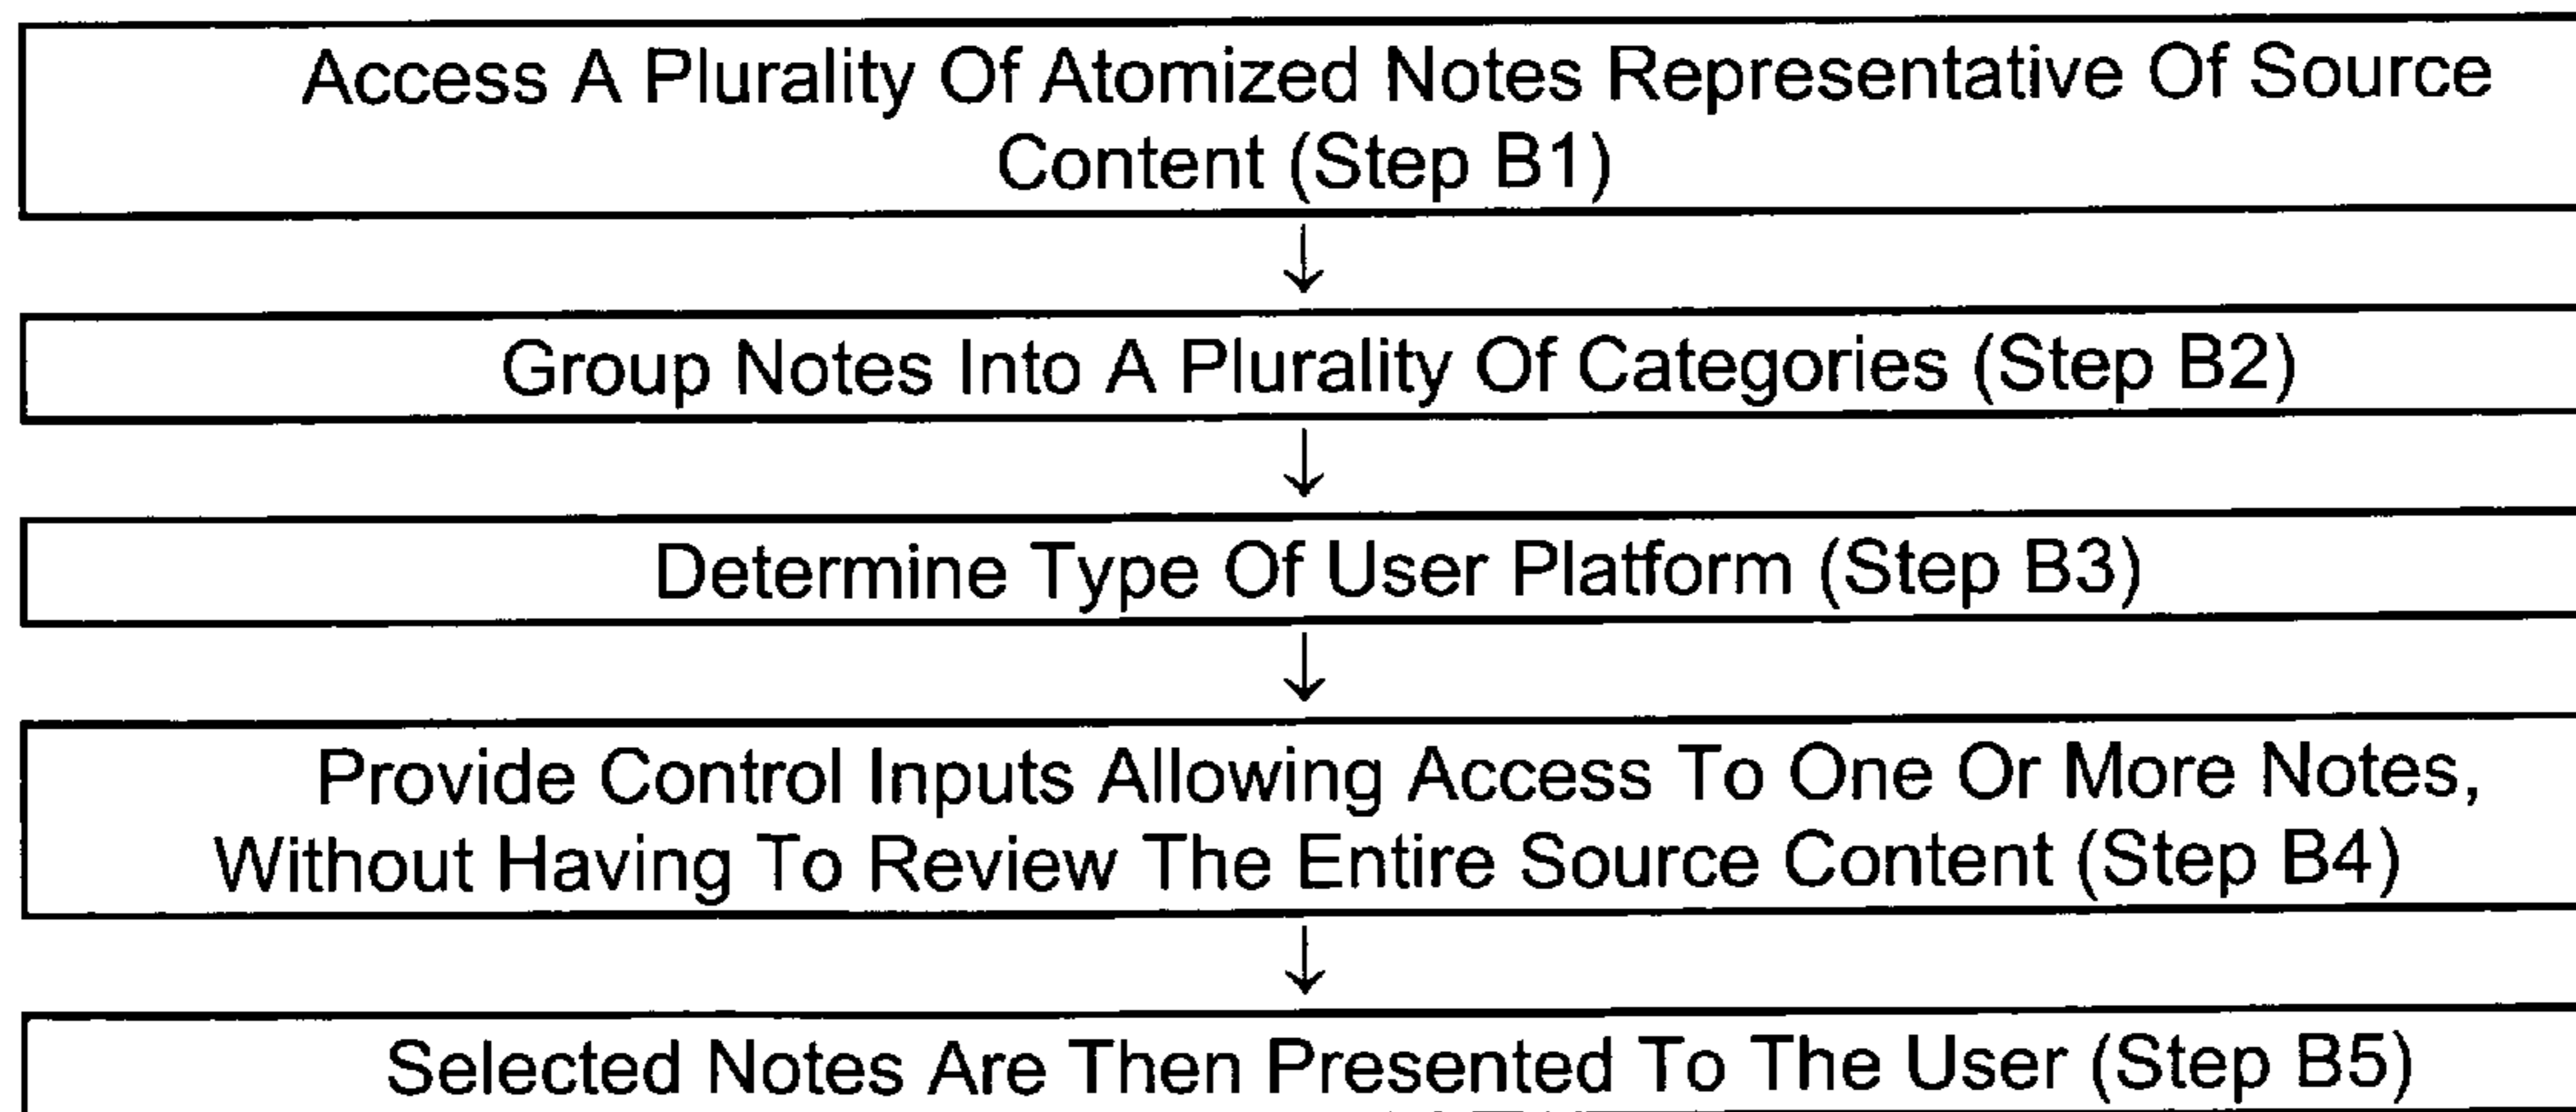 Access A Plurality Of Atomized Notes Representative Of Source
Content (Step B1)
Group Notes Into A Plurality Of Categories (Step B2)
Determine Type Of User Platform (Step B3)
Provide Control Inputs Allowing Access To One Or More Notes,
Without Having To Review The Entire Source Content (Step B4)
Selected Notes Are Then Presented To The User (Step B5)